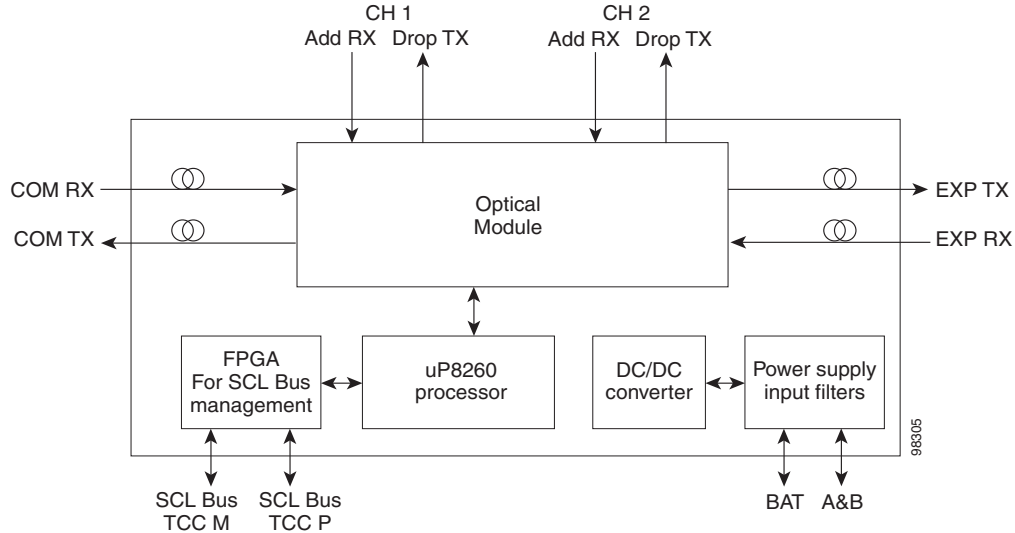 CH 1
CH 2
Add RX Drop TX
Add RX Drop TX
COM RX
EXP TX
Optical
Module
COM TX
EXP RX
FPGA
For SCL Bus
management
uP8260
processor
DC/DC
converter
Power supply
input filters
98305
SCL Bus
TCC M
SCL Bus
TCC P
BAT
A&B